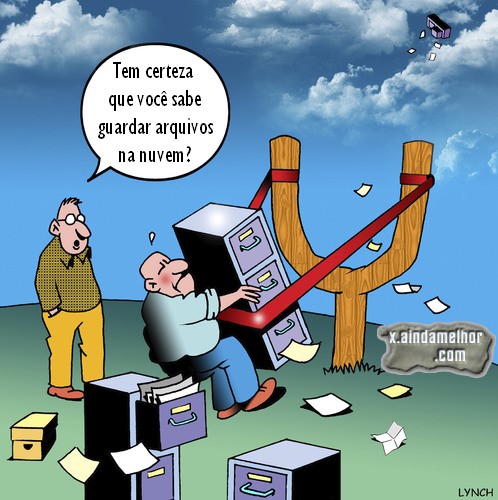 Tem certeza
que você sabe
guardar arquivos
na nuvem?
x.aindamelhor
.com
LYNCH